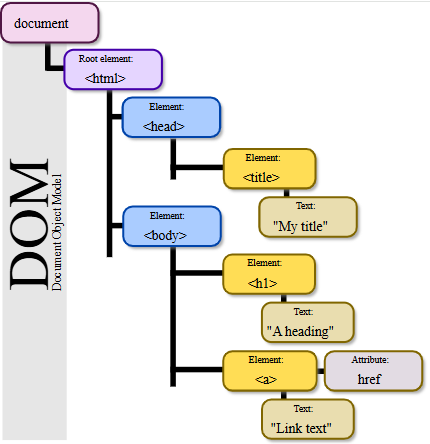 document
Root element:
<html>
Element:
<head>
Element:
<title>
Text:
"My title"
Element:
<body>
Element:
<h1>
Text:
"A heading"
Element:
<a>
Attribute:
href
Text:
"Link text"
DOM
Document Object Model